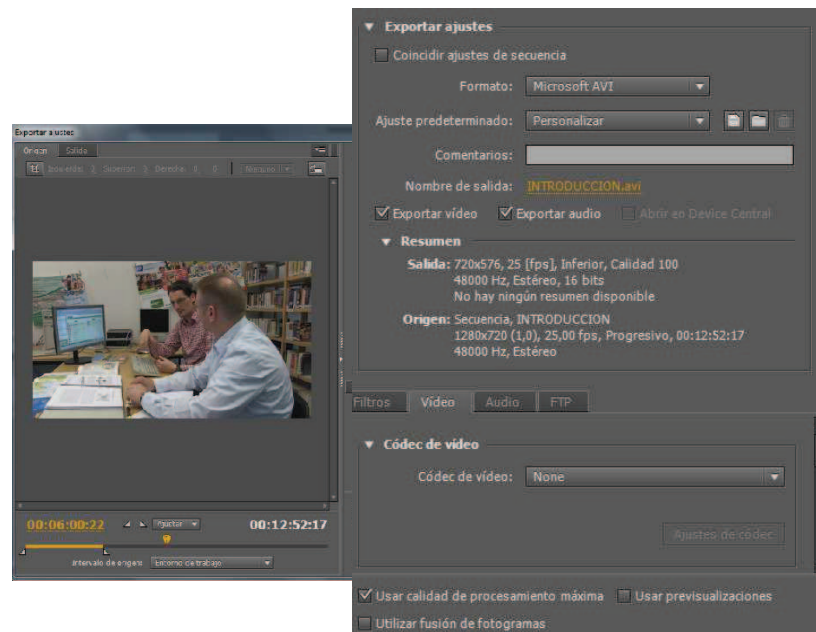 Exportar ajustes
Origen Salida
Ajustar
00:06:00:22
00:12:52:17
Intervalo de origen: Entorno de trabajo
Exportar ajustes
Coincidir ajustes de secuencia
Formato: Microsoft AVI
Ajuste predeterminado: Personalizar
Comentarios:
Nombre de salida: INTRODUCCION.avi
Exportar vídeo Exportar audio Abrir en Device Central
Resumen
Salida: 720x576, 25 [fps], Inferior, Calidad 100
48000 Hz, Estéreo, 16 bits
No hay ningún resumen disponible
Origen: Secuencia, INTRODUCCION
1280x720 (1,0), 25,00 fps, Progresivo, 00:12:52:17
48000 Hz, Estéreo
Filtros Vídeo Audio FTP
Códec de vídeo
Códec de vídeo: None
Ajustes de códec
Usar calidad de procesamiento máxima Usar previsualizaciones
Utilizar fusión de fotogramas